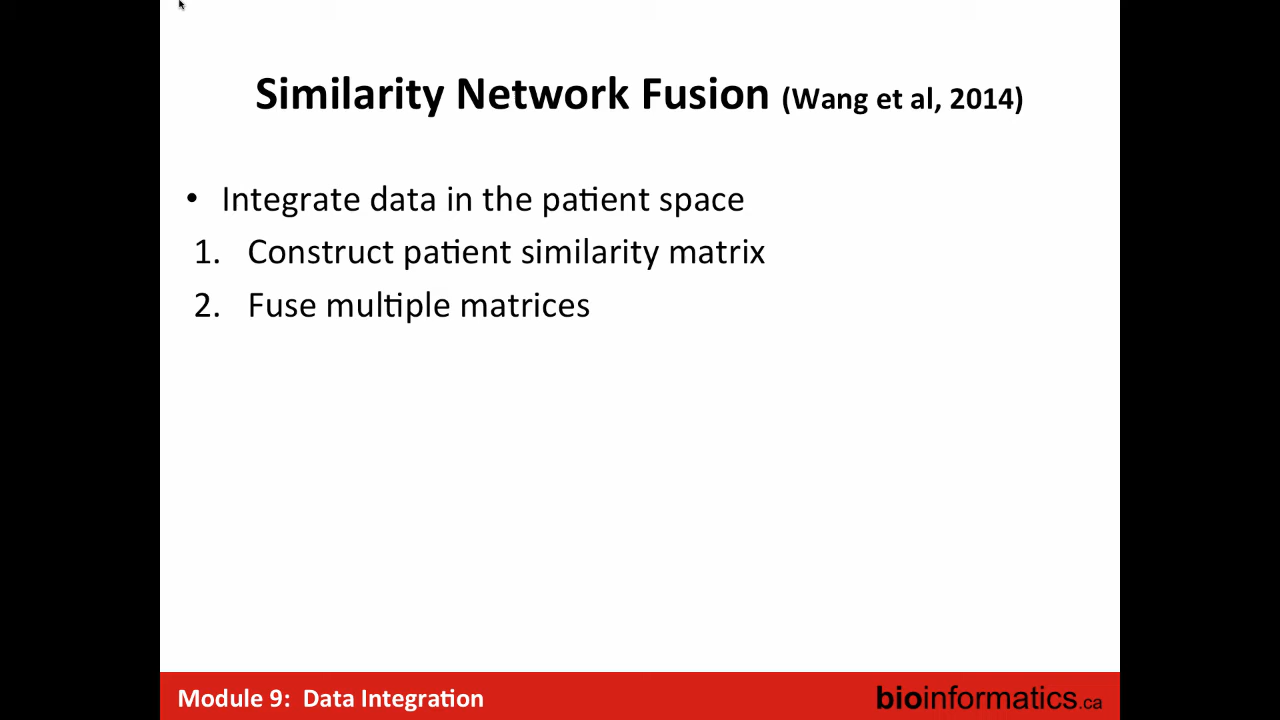 Similarity Network Fusion (Wang et al, 2014)
• Integrate data in the patient space
1. Construct patient similarity matrix
2. Fuse multiple matrices
Module 9: Data Integration
bioinformatics.ca